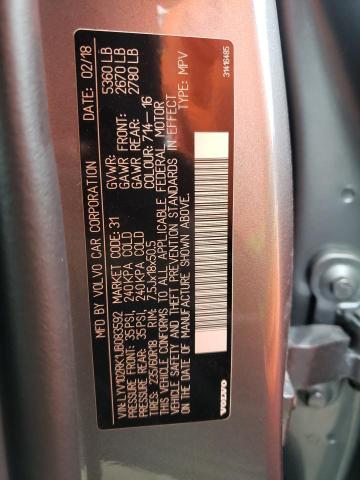 MFD. BY: VOLVO CAR CORPORATION DATE: 02/18
VIN: LYV102RK1JB083592 MARKET CODE: 31 GVWR: 5360 LB
PRESSURE FRONT: 35 PSI, 240 KPA COLD GAWR FRONT: 2670 LB
PRESSURE REAR: 35 PSI, 240 KPA COLD GAWR REAR: 2780 LB
TIRES: 235/60R18 RIM: 7,5Jx18x50,5 COLOUR: 714-16
THIS VEHICLE CONFORMS TO ALL APPLICABLE FEDERAL MOTOR
VEHICLE SAFETY AND THEFT PREVENTION STANDARDS IN EFFECT
ON THE DATE OF MANUFACTURE SHOWN ABOVE. TYPE: MPV
VOLVO 31416485